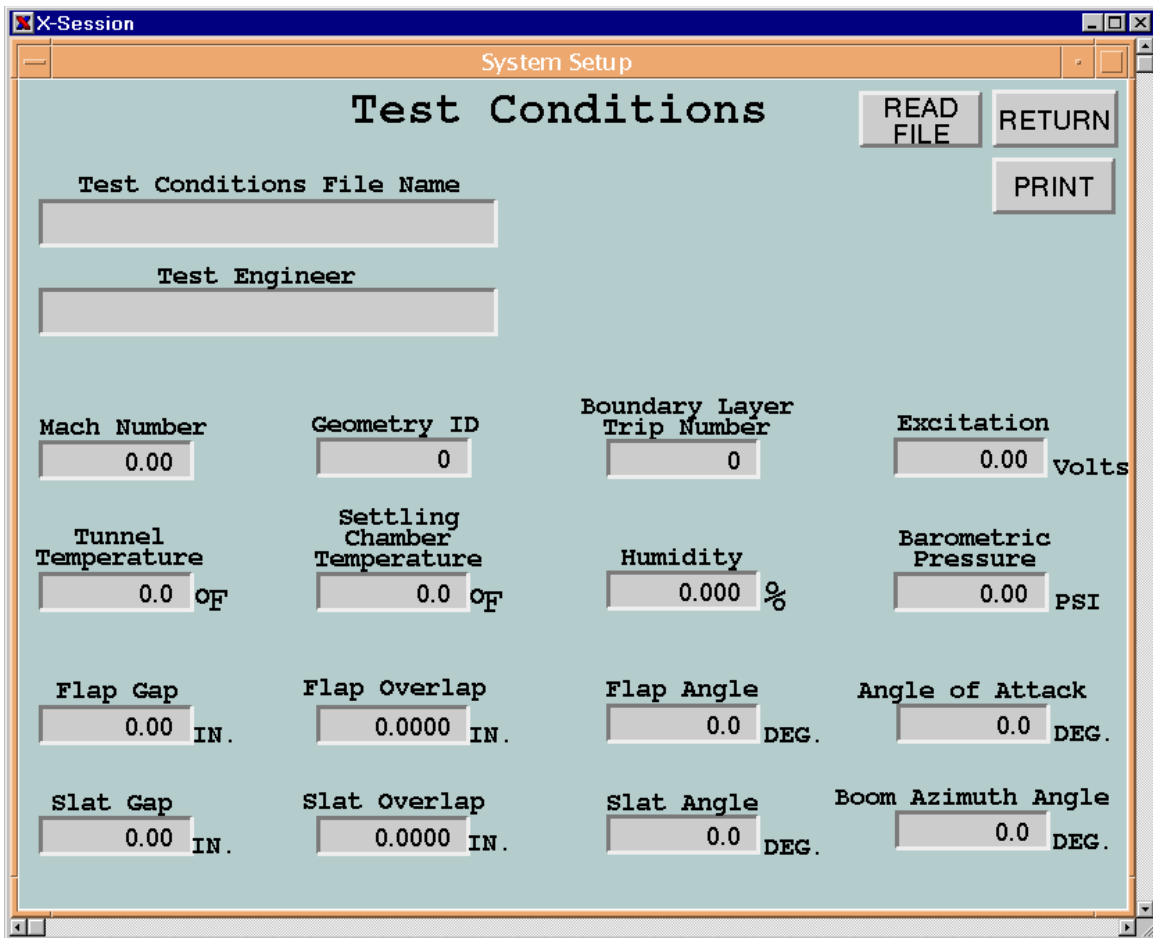 X-Session
System Setup
Test Conditions
READ
FILE
RETURN
PRINT
Test Conditions File Name
Test Engineer
Mach Number
0.00
Geometry ID
0
Boundary Layer
Trip Number
0
Excitation
0.00 Volts
Tunnel
Temperature
0.0 OF
Settling
Chamber
Temperature
0.0 OF
Humidity
0.000 %
Barometric
Pressure
0.00 PSI
Flap Gap
0.00 IN.
Flap Overlap
0.0000 IN.
Flap Angle
0.0 DEG.
Angle of Attack
0.0 DEG.
Slat Gap
0.00 IN.
Slat Overlap
0.0000 IN.
Slat Angle
0.0 DEG.
Boom Azimuth Angle
0.0 DEG.